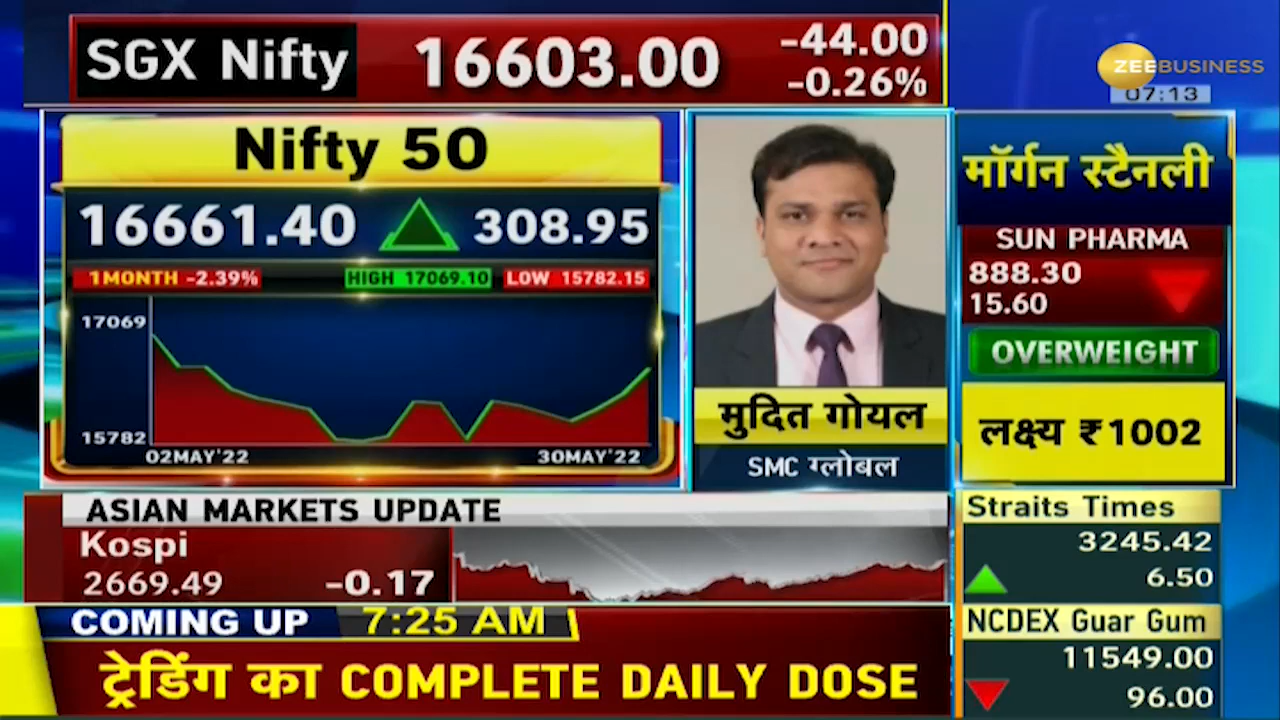 SGX Nifty 16603.00 -44.00
-0.26%
ZEEBUSINESS
07:13
Nifty 50
16661.40 308.95
1MONTH -2.39% HIGH 17069.10 LOW 15782.15
17069
15782
02MAY'22 30MAY'22
मुदित गोयल
SMC ग्लोबल
मॉर्गन स्टैनली
SUN PHARMA
888.30
15.60
OVERWEIGHT
लक्ष्य ₹1002
ASIAN MARKETS UPDATE
Kospi
2669.49 -0.17
Straits Times
3245.42
6.50
NCDEX Guar Gum
11549.00
96.00
COMING UP 7:25 AM
ट्रेडिंग का COMPLETE DAILY DOSE